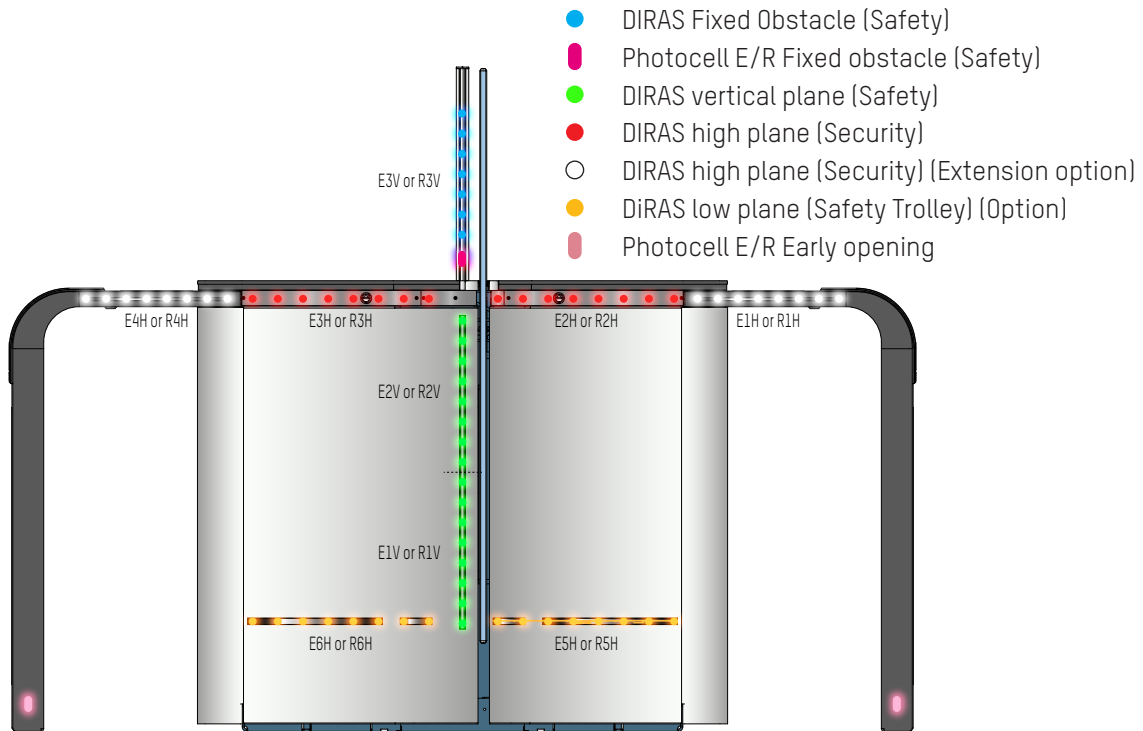 DIRAS Fixed Obstacle (Safety)
Photocell E/R Fixed obstacle (Safety)
DIRAS vertical plane (Safety)
DIRAS high plane (Security)
DIRAS high plane (Security) (Extension option)
DiRAS low plane (Safety Trolley) (Option)
Photocell E/R Early opening
E3V or R3V
E4H or R4H
E3H or R3H
E2H or R2H
E1H or R1H
E2V or R2V
E1V or R1V
E6H or R6H
E5H or R5H